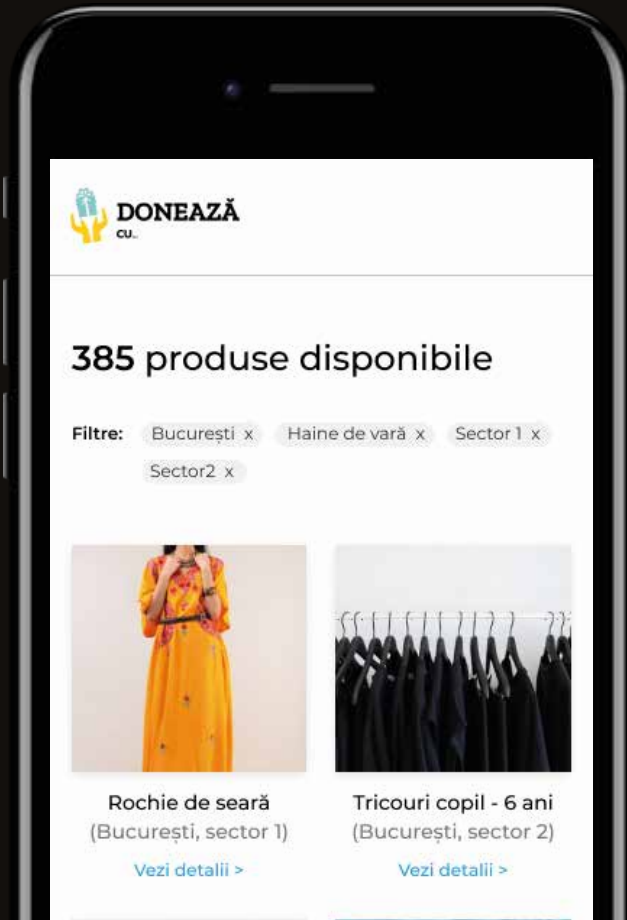 DONEAZĂ
CU..
385 produse disponibile
Filtre: București x Haine de vară x Sector 1 x
Sector2 x
Rochie de seară
(București, sector 1)
Vezi detalii >
Tricouri copil - 6 ani
(București, sector 2)
Vezi detalii >